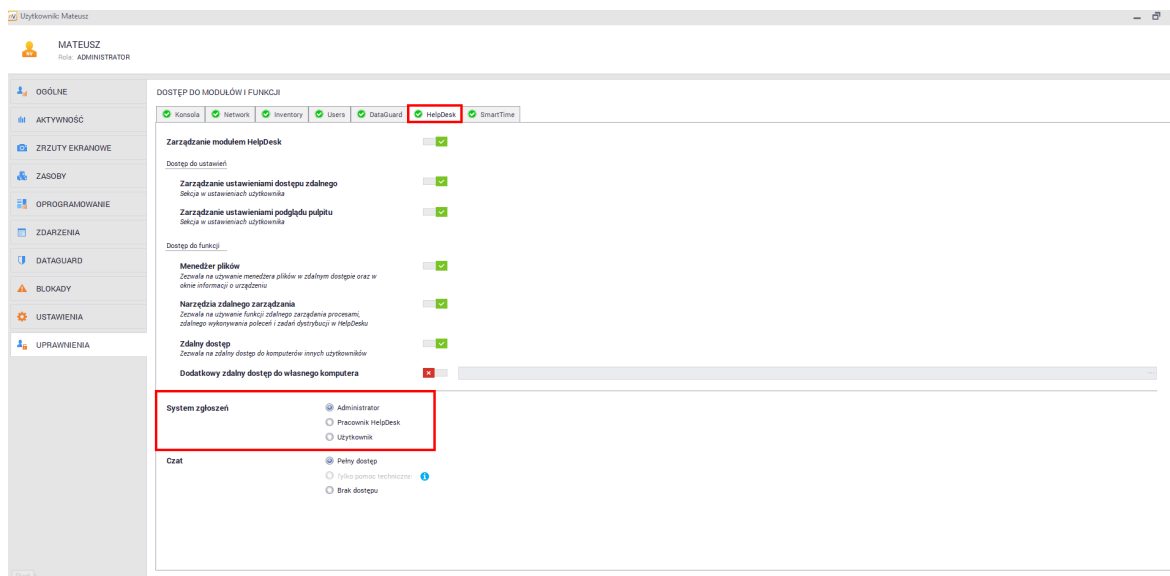 Użytkownik: Mateusz
MATEUSZ
Rola: ADMINISTRATOR
OGÓLNE
AKTYWNOŚĆ
ZRZUTY EKRANOWE
ZASOBY
OPROGRAMOWANIE
ZDARZENIA
DATAGUARD
BLOKADY
USTAWIENIA
UPRAWNIENIA
DOSTĘP DO MODUŁÓW I FUNKCJI
Konsola Network Inventory Users DataGuard HelpDesk SmartTime
Zarządzanie modułem HelpDesk
Dostęp do ustawień
Zarządzanie ustawieniami dostępu zdalnego
Sekcja w ustawieniach użytkownika
Zarządzanie ustawieniami podglądu pulpitu
Sekcja w ustawieniach użytkownika
Dostęp do funkcji
Menedżer plików
Zezwala na używanie menedżera plików w zdalnym dostępie oraz w
oknie informacji o urządzeniu
Narzędzia zdalnego zarządzania
Zezwala na używanie funkcji zdalnego zarządania procesami,
zdalnego wykonywania poleceń i zadań dystrybucji w HelpDesku
Zdalny dostęp
Zezwala na zdalny dostęp do komputerów innych użytkowników
Dodatkowy zdalny dostęp do własnego komputera
System zgłoszeń
Administrator
Pracownik HelpDesk
Użytkownik
Czat
Pełny dostęp
Tylko pomoc techniczna
Brak dostępu